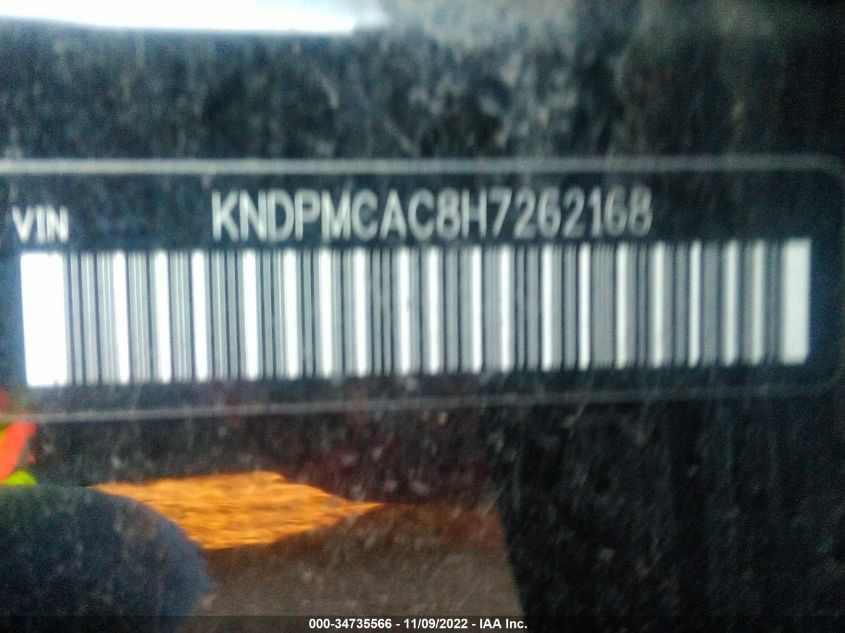 VIN KNDPMCAC8H7262168
000-34735566 - 11/09/2022 - IAA Inc.